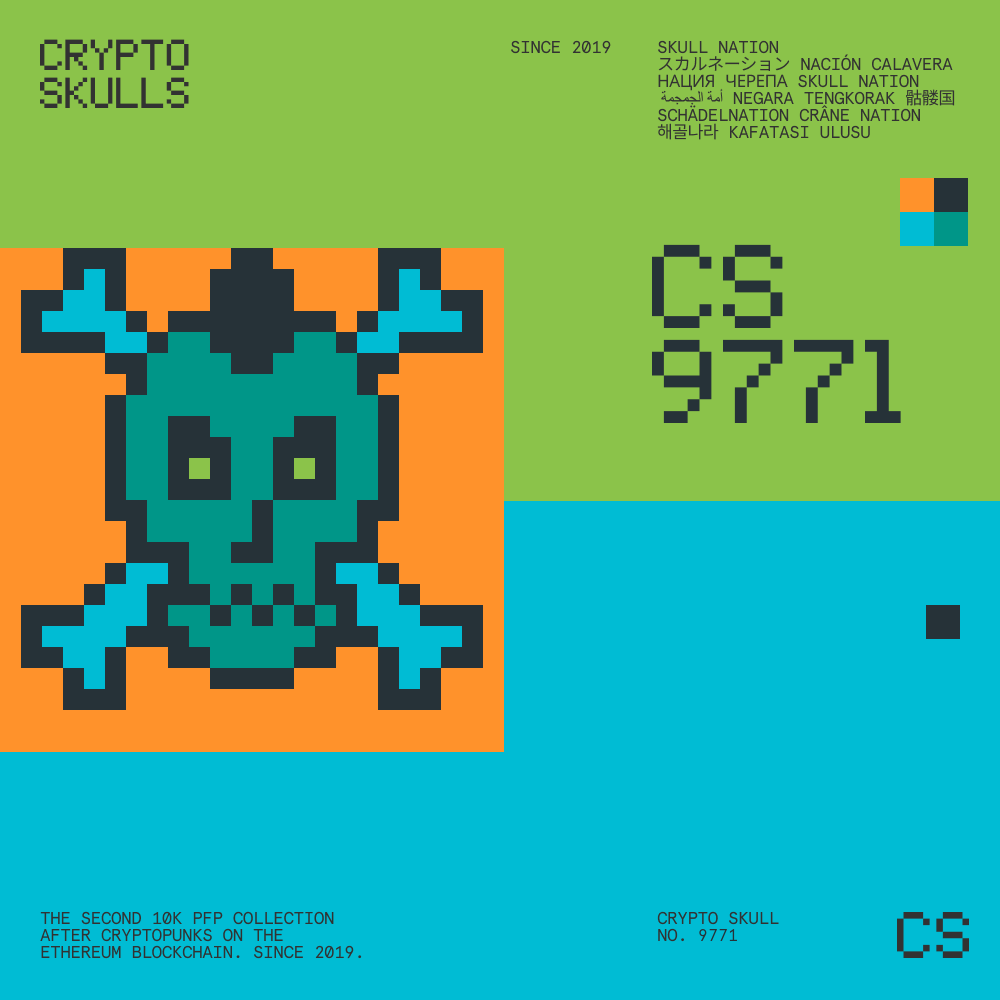 CRYPTO
SKULLS
SINCE 2019
SKULL NATION
スカルネーション NACIÓN CALAVERA
НАЦИЯ ЧЕРЕПА SKULL NATION
أمة الجمجمة NEGARA TENGKORAK 骷髅国
SCHÄDELNATION CRÂNE NATION
해골나라 KAFATASI ULUSU
CS
9771
THE SECOND 10K PFP COLLECTION
AFTER CRYPTOPUNKS ON THE
ETHEREUM BLOCKCHAIN. SINCE 2019.
CRYPTO SKULL
NO. 9771
CS